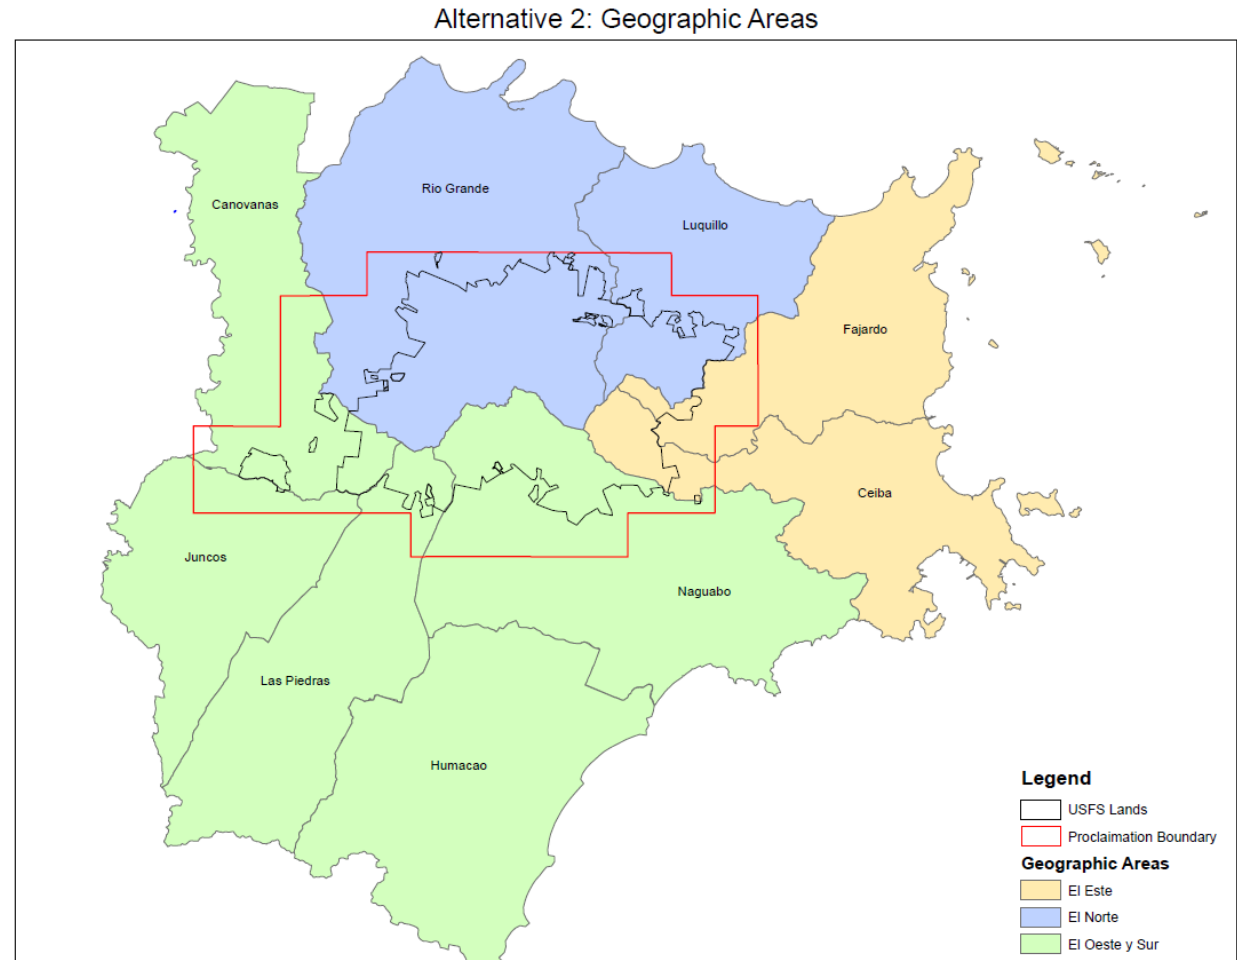 Alternative 2: Geographic Areas
Rio Grande
Canovanas
Luquillo
Fajardo
Ceiba
Juncos
Naguabo
Las Piedras
Humacao
Legend
USFS Lands
Proclaimation Boundary
Geographic Areas
El Este
El Norte
El Oeste y Sur